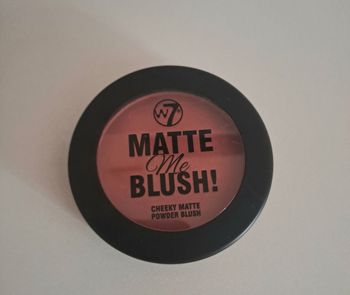 W7
MATTE
Me
BLUSH!
CHEEKY MATTE
POWDER BLUSH